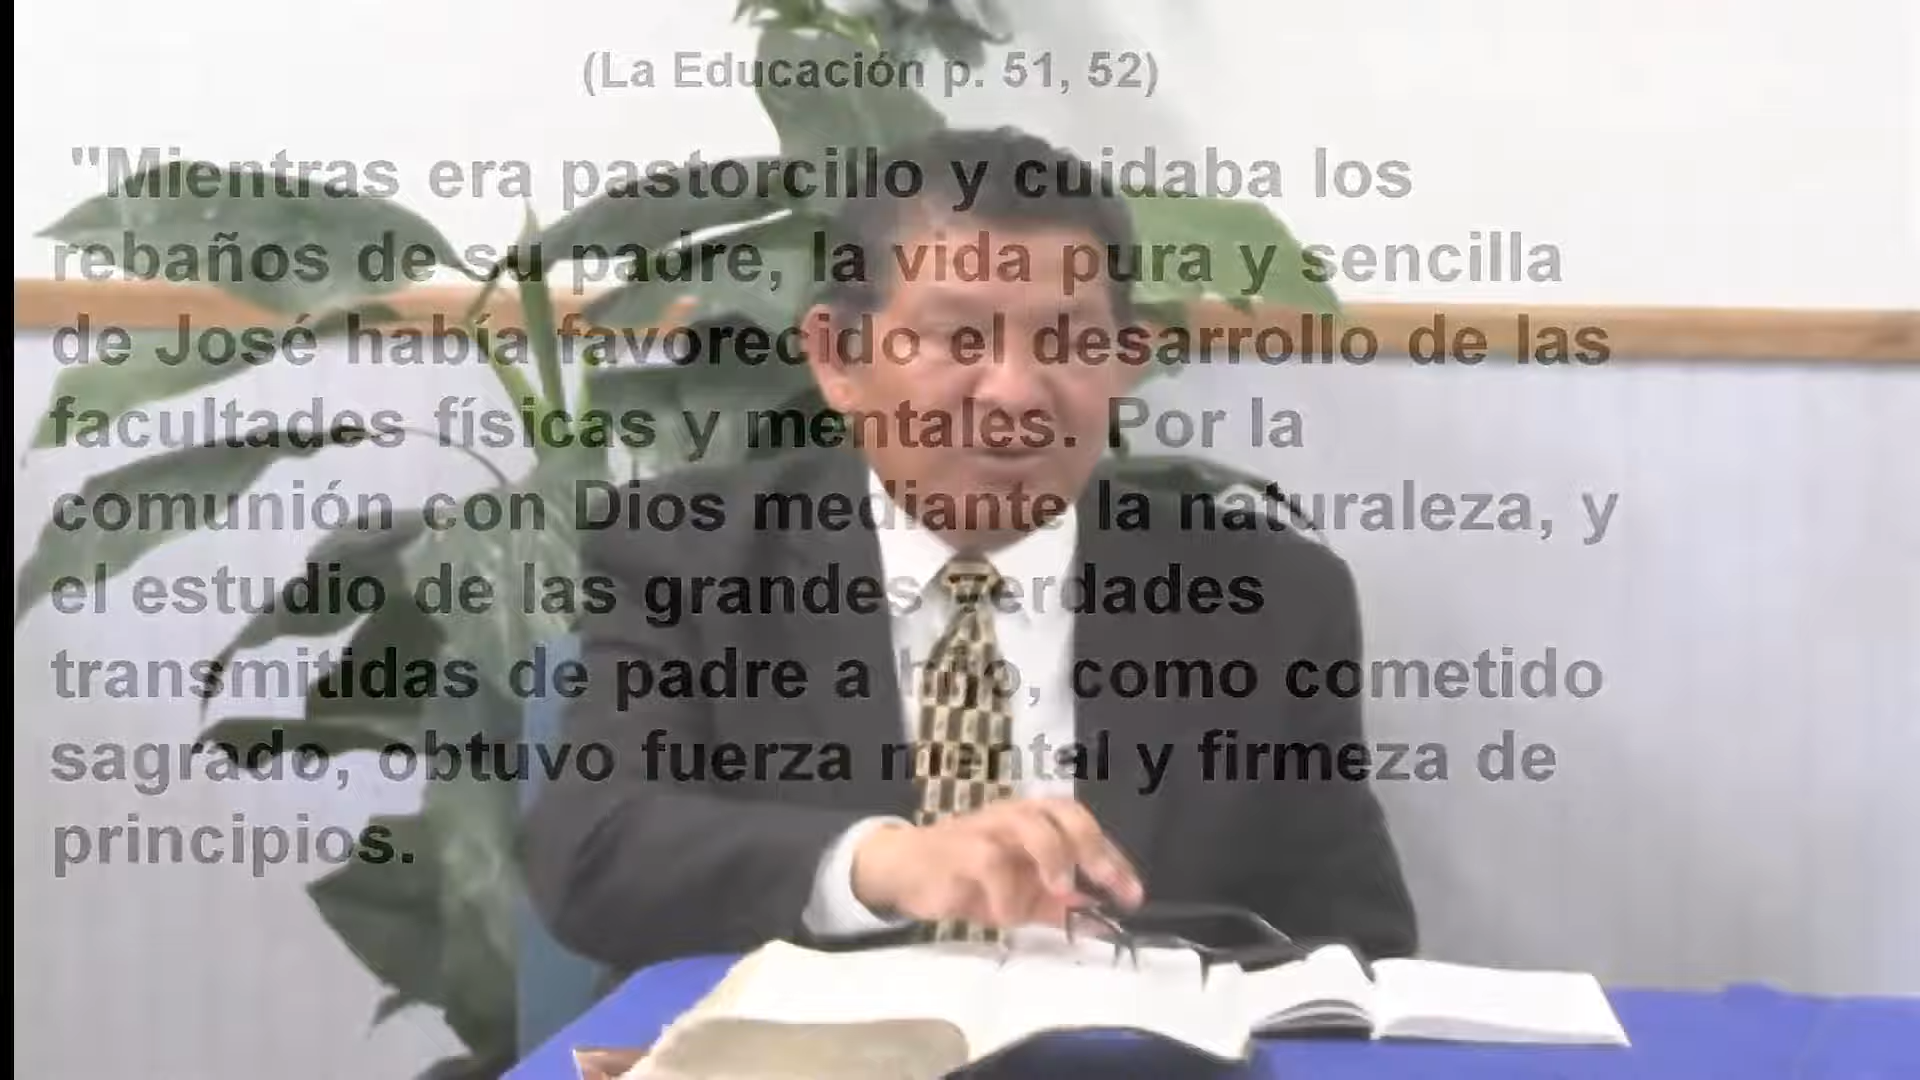 (La Educación p. 51, 52)
"Mientras era pastorcillo y cuidaba los
rebaños de su padre, la vida pura y sencilla
de José había favorecido el desarrollo de las
facultades físicas y mentales. Por la
comunión con Dios mediante la naturaleza, y
el estudio de las grandes verdades
transmitidas de padre a hijo, como cometido
sagrado, obtuvo fuerza mental y firmeza de
principios.